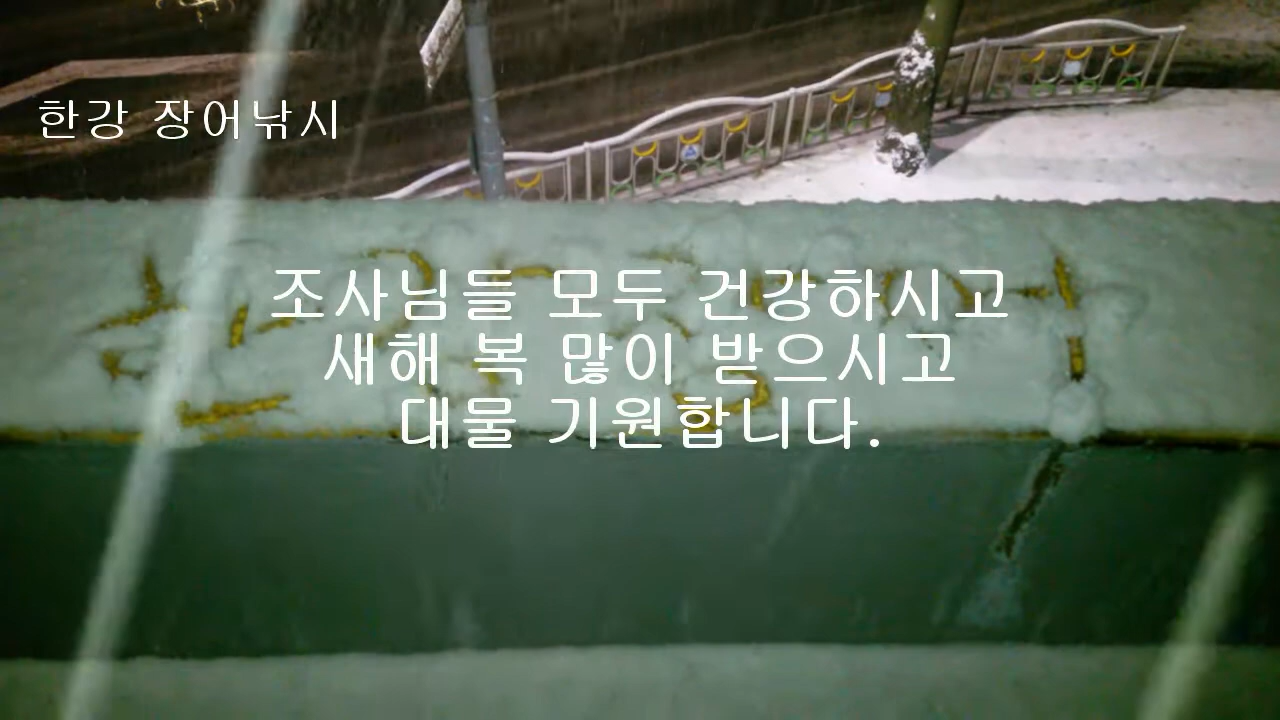 한강 장어낚시
조사님들 모두 건강하시고
새해 복 많이 받으시고
대물 기원합니다.